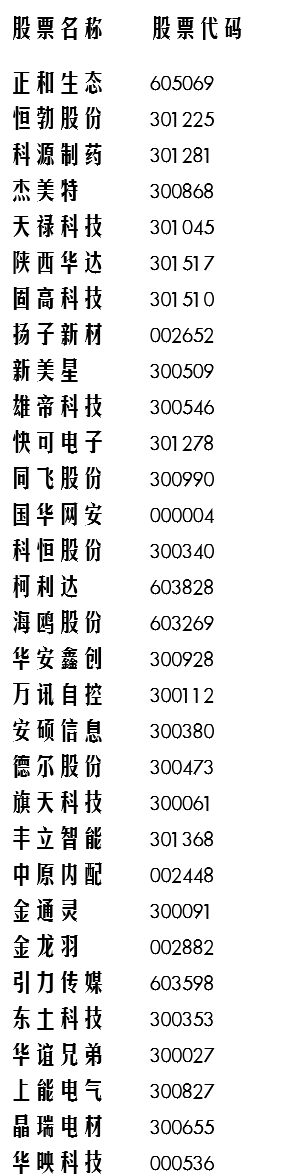 股票名称 股票代码
正和生态 605069
恒勃股份 301225
科源制药 301281
杰美特 300868
天禄科技 301045
陕西华达 301517
固高科技 301510
扬子新材 002652
新美星 300509
雄帝科技 300546
快可电子 301278
同飞股份 300990
国华网安 000004
科恒股份 300340
柯利达 603828
海鸥股份 603269
华安鑫创 300928
万讯自控 300112
安硕信息 300380
德尔股份 300473
旗天科技 300061
丰立智能 301368
中原内配 002448
金通灵 300091
金龙羽 002882
引力传媒 603598
东土科技 300353
华谊兄弟 300027
上能电气 300827
晶瑞电材 300655
华映科技 000536